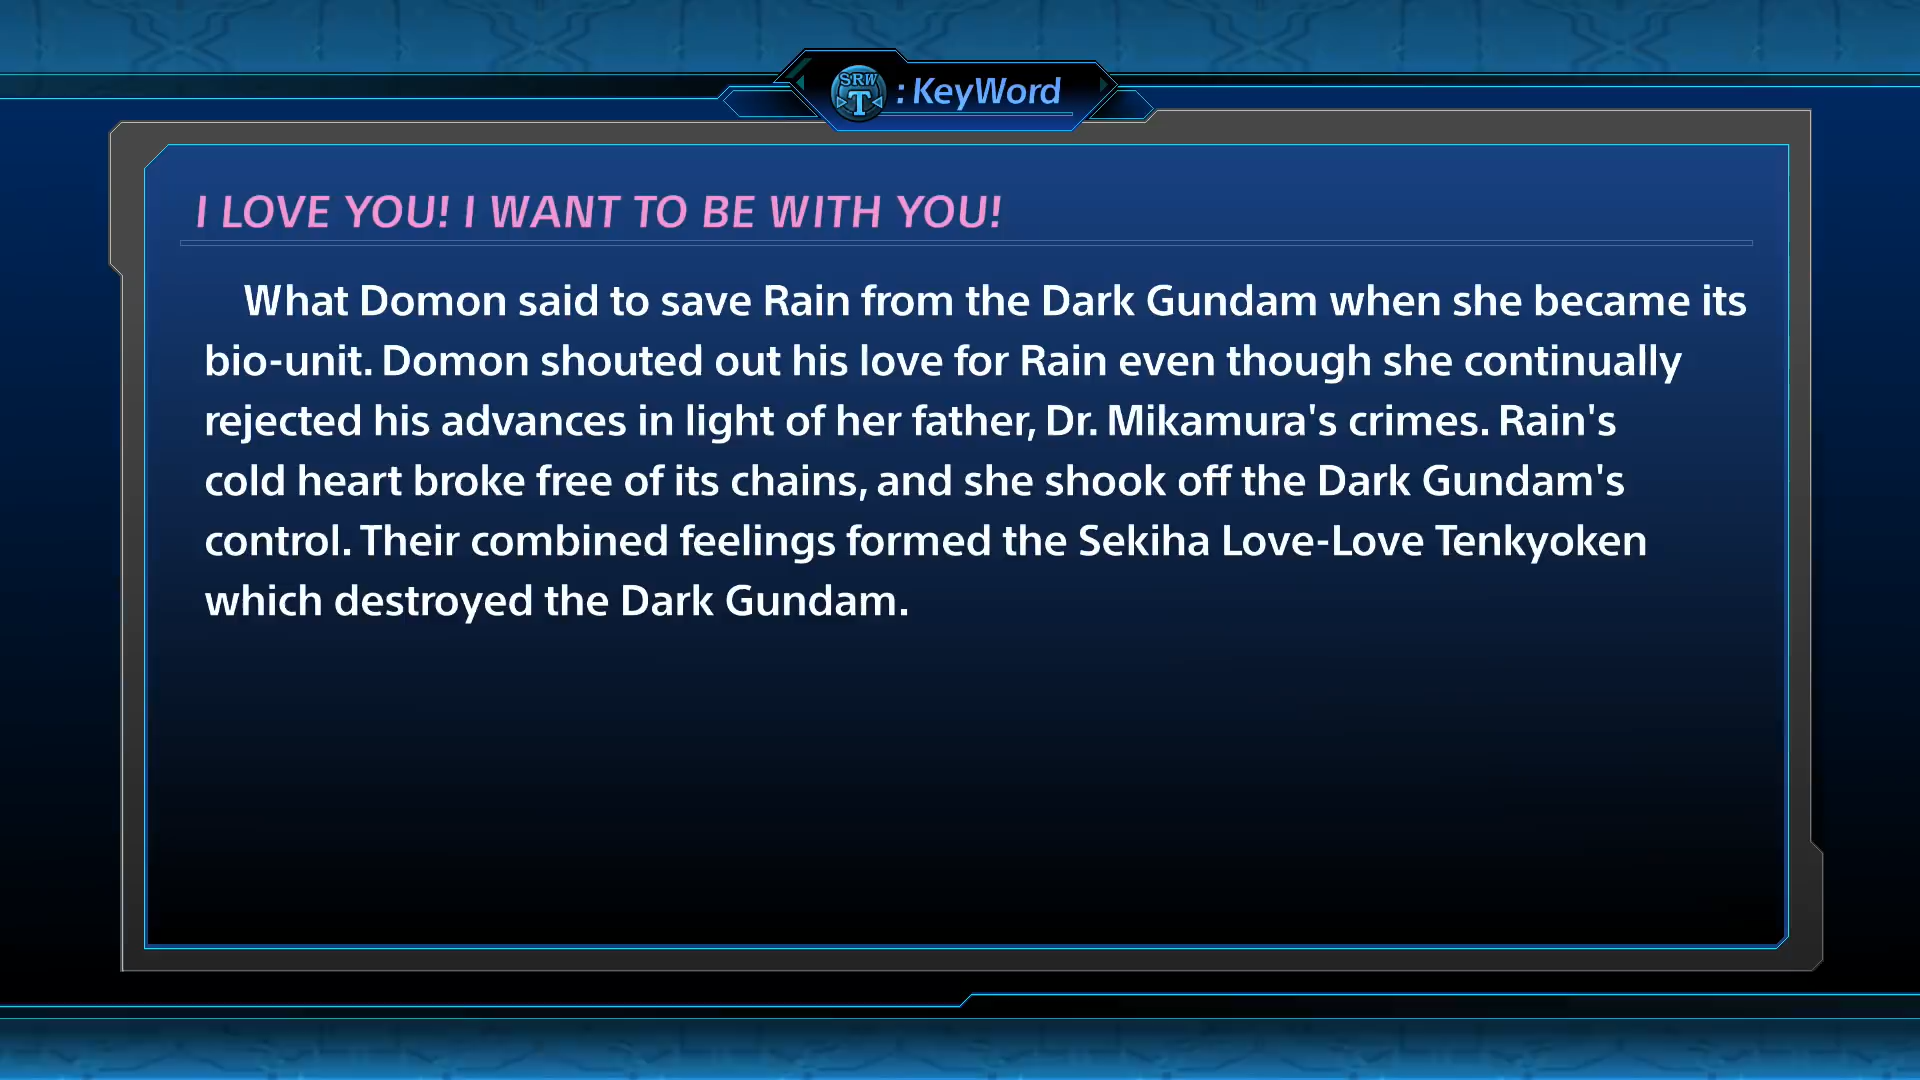 SRW
T
: KeyWord
I LOVE YOU! I WANT TO BE WITH YOU!
What Domon said to save Rain from the Dark Gundam when she became its
bio-unit. Domon shouted out his love for Rain even though she continually
rejected his advances in light of her father, Dr. Mikamura's crimes. Rain's
cold heart broke free of its chains, and she shook off the Dark Gundam's
control. Their combined feelings formed the Sekiha Love-Love Tenkyoken
which destroyed the Dark Gundam.